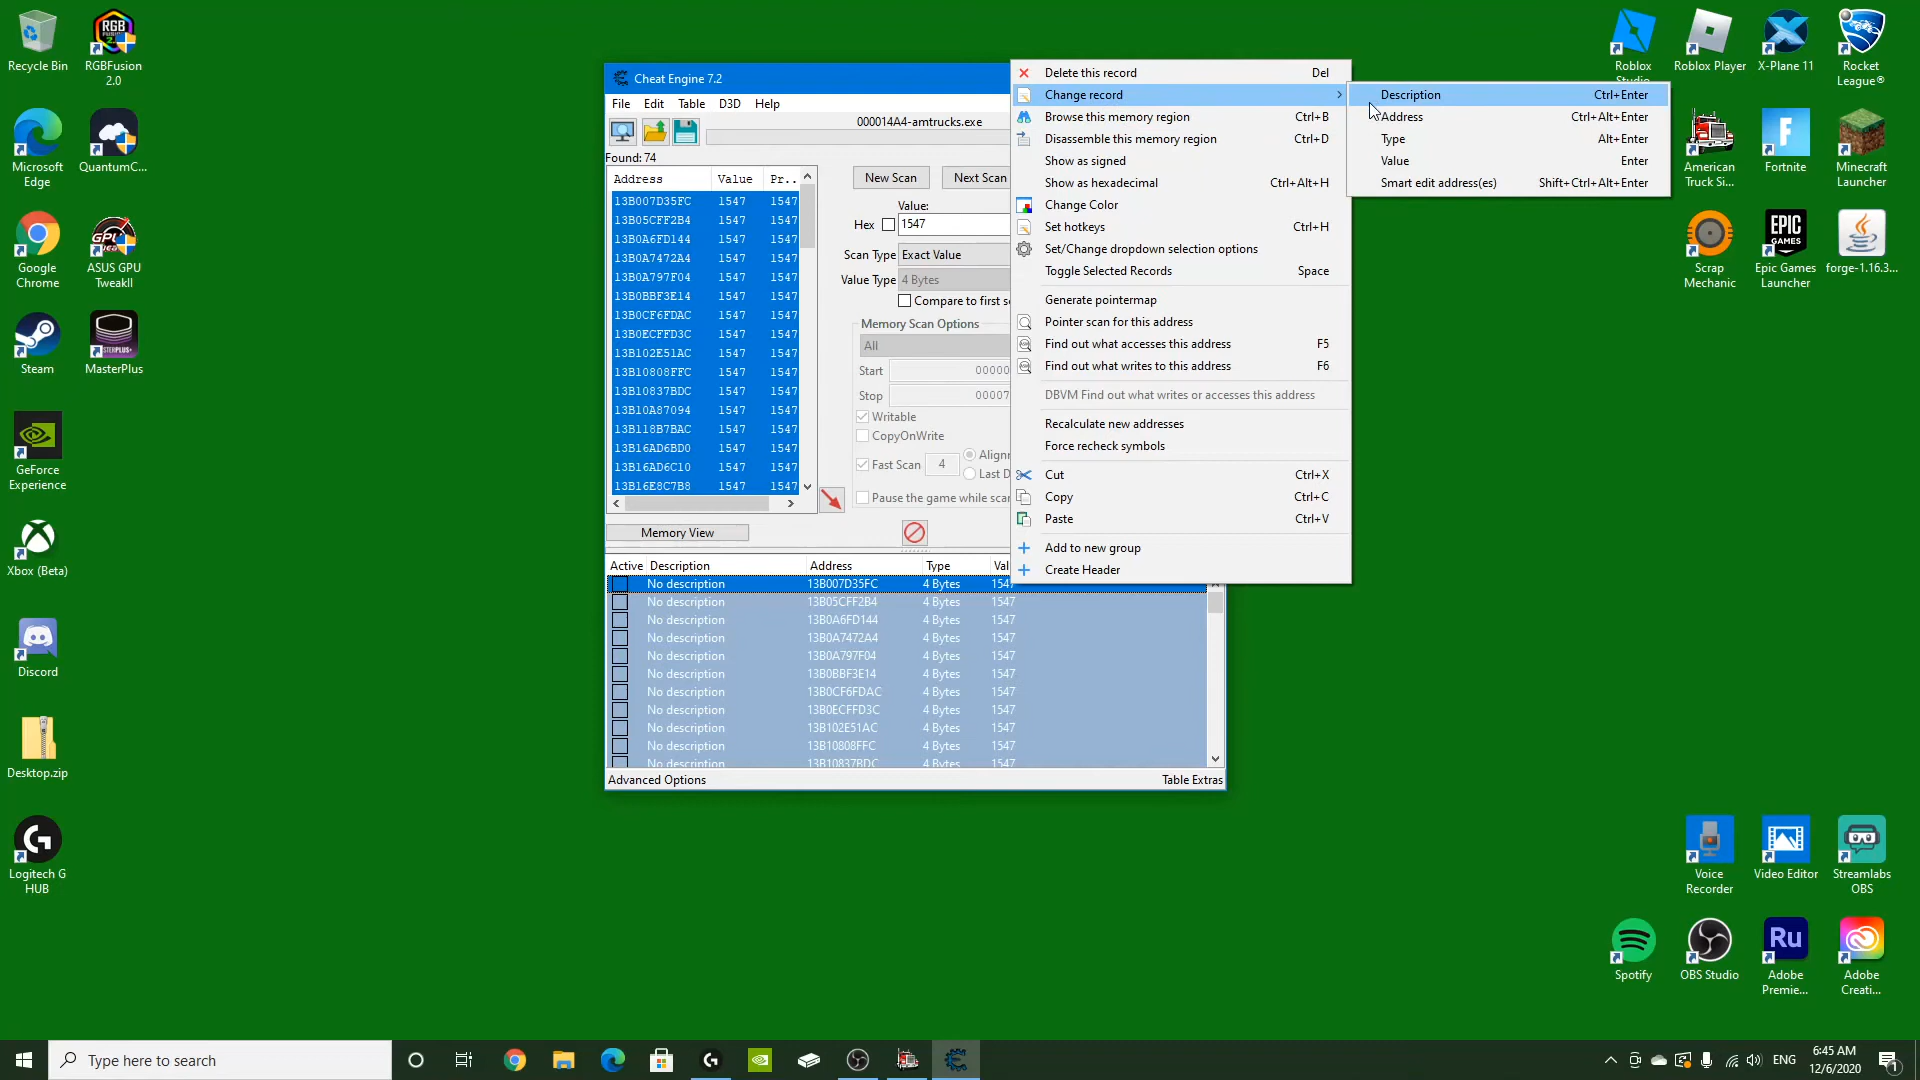 Recycle Bin
RGBFusion
2.0
Microsoft
Edge
QuantumC...
Google
Chrome
ASUS GPU
TweakII
Steam
MasterPlus
GeForce
Experience
Xbox (Beta)
Discord
Desktop.zip
Logitech G
HUB
Cheat Engine 7.2
File Edit Table D3D Help
000014A4-amtrucks.exe
Found: 74
Address Value Pr..
13B007D35FC 1547 1547
13B05CFF2B4 1547 1547
13B0A6FD144 1547 1547
13B0A7472A4 1547 1547
13B0A797F04 1547 1547
13B0BBF3E14 1547 1547
13B0CF6FDAC 1547 1547
13B0ECFFD3C 1547 1547
13B102E51AC 1547 1547
13B10808FFC 1547 1547
13B10837BDC 1547 1547
13B10A87094 1547 1547
13B118B7BAC 1547 1547
13B16AD6BD0 1547 1547
13B16AD6C10 1547 1547
13B16E8C7B8 1547 1547
New Scan Next Scan
Value:
Hex 1547
Scan Type Exact Value
Value Type 4 Bytes
Compare to first sc
Memory Scan Options
All
Start 00000
Stop 00007
Writable
CopyOnWrite
Fast Scan 4 Alignm
Last D
Pause the game while scan
Memory View
Active Description Address Type Val
No description 13B007D35FC 4 Bytes 1547
No description 13B05CFF2B4 4 Bytes 1547
No description 13B0A6FD144 4 Bytes 1547
No description 13B0A7472A4 4 Bytes 1547
No description 13B0A797F04 4 Bytes 1547
No description 13B0BBF3E14 4 Bytes 1547
No description 13B0CF6FDAC 4 Bytes 1547
No description 13B0ECFFD3C 4 Bytes 1547
No description 13B102E51AC 4 Bytes 1547
No description 13B10808FFC 4 Bytes 1547
No description 13B10837BDC 4 Bytes 1547
Advanced Options Table Extras
Delete this record Del
Change record
Browse this memory region Ctrl+B
Disassemble this memory region Ctrl+D
Show as signed
Show as hexadecimal Ctrl+Alt+H
Change Color
Set hotkeys Ctrl+H
Set/Change dropdown selection options
Toggle Selected Records Space
Generate pointermap
Pointer scan for this address
Find out what accesses this address F5
Find out what writes to this address F6
DBVM Find out what writes or accesses this address
Recalculate new addresses
Force recheck symbols
Cut Ctrl+X
Copy Ctrl+C
Paste Ctrl+V
Add to new group
Create Header
Description Ctrl+Enter
Address Ctrl+Alt+Enter
Type Alt+Enter
Value Enter
Smart edit address(es) Shift+Ctrl+Alt+Enter
Roblox
Studio
Roblox Player
X-Plane 11
Rocket
League®
American
Truck Si...
Fortnite
Minecraft
Launcher
Scrap
Mechanic
EPIC
GAMES
Epic Games
Launcher
forge-1.16.3...
Voice
Recorder
Video Editor
Streamlabs
OBS
Spotify
OBS Studio
Ru
Adobe
Premie...
Adobe
Creati...
Type here to search
ENG
6:45 AM
12/6/2020
1